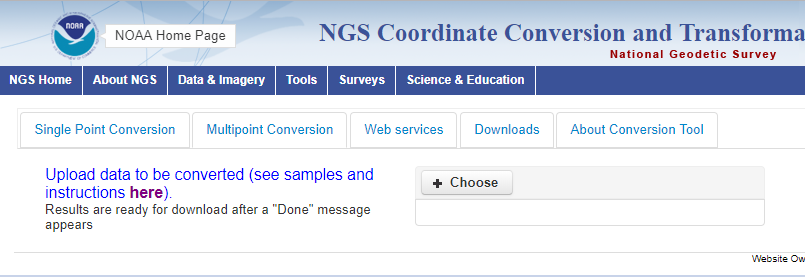 NOAA
NOAA Home Page
NGS Coordinate Conversion and Transforma
National Geodetic Survey
NGS Home About NGS Data & Imagery Tools Surveys Science & Education
Single Point Conversion Multipoint Conversion Web services Downloads About Conversion Tool
Upload data to be converted (see samples and
instructions here).
Results are ready for download after a "Done" message
appears
+ Choose
Website Ow